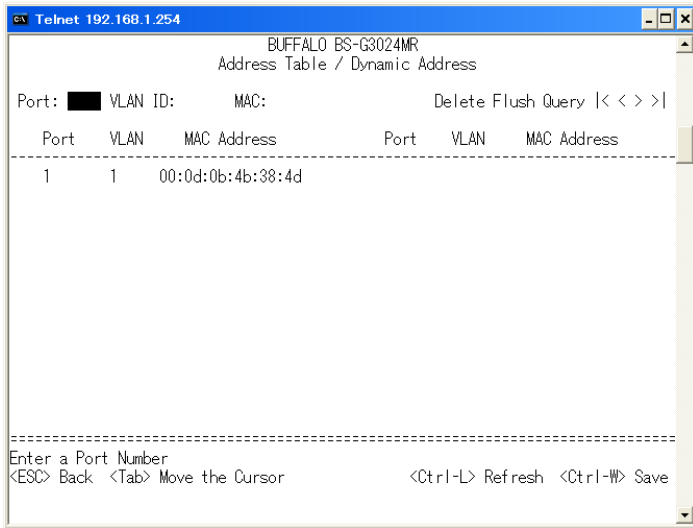 Telnet 192.168.1.254
BUFFALO BS-G3024MR
Address Table / Dynamic Address
Port: VLAN ID: MAC: Delete Flush Query |< < > >|
Port VLAN MAC Address Port VLAN MAC Address
1 1 00:0d:0b:4b:38:4d
Enter a Port Number
<ESC> Back <Tab> Move the Cursor <Ctrl-L> Refresh <Ctrl-W> Save